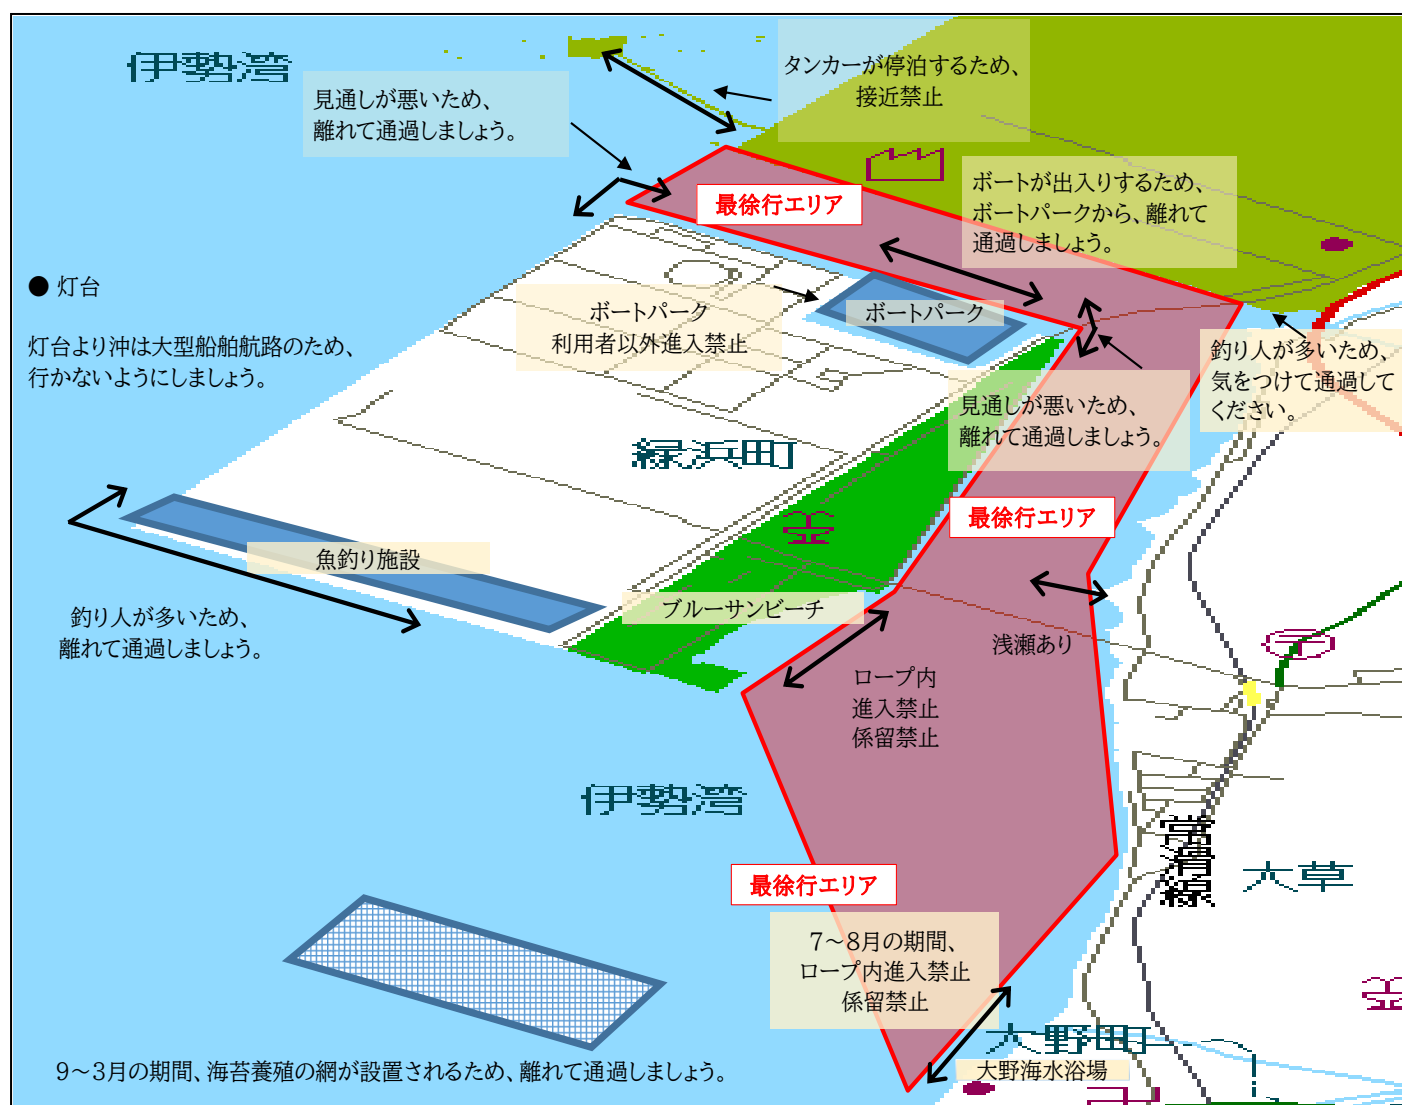 伊勢湾
タンカーが停泊するため、
接近禁止
見通しが悪いため、
離れて通過しましょう。
最徐行エリア
ボートが出入りするため、
ボートパークから、離れて
通過しましょう。
● 灯台
灯台より沖は大型船舶航路のため、
行かないようにしましょう。
ボートパーク
利用者以外進入禁止
ボートパーク
釣り人が多いため、
気をつけて通過して
ください。
見通しが悪いため、
離れて通過しましょう。
緑浜町
最徐行エリア
魚釣り施設
釣り人が多いため、
離れて通過しましょう。
ブルーサンビーチ
浅瀬あり
ロープ内
進入禁止
係留禁止
伊勢湾
常滑線
大草
最徐行エリア
7～8月の期間、
ロープ内進入禁止
係留禁止
大野町
大野海水浴場
9～3月の期間、海苔養殖の網が設置されるため、離れて通過しましょう。